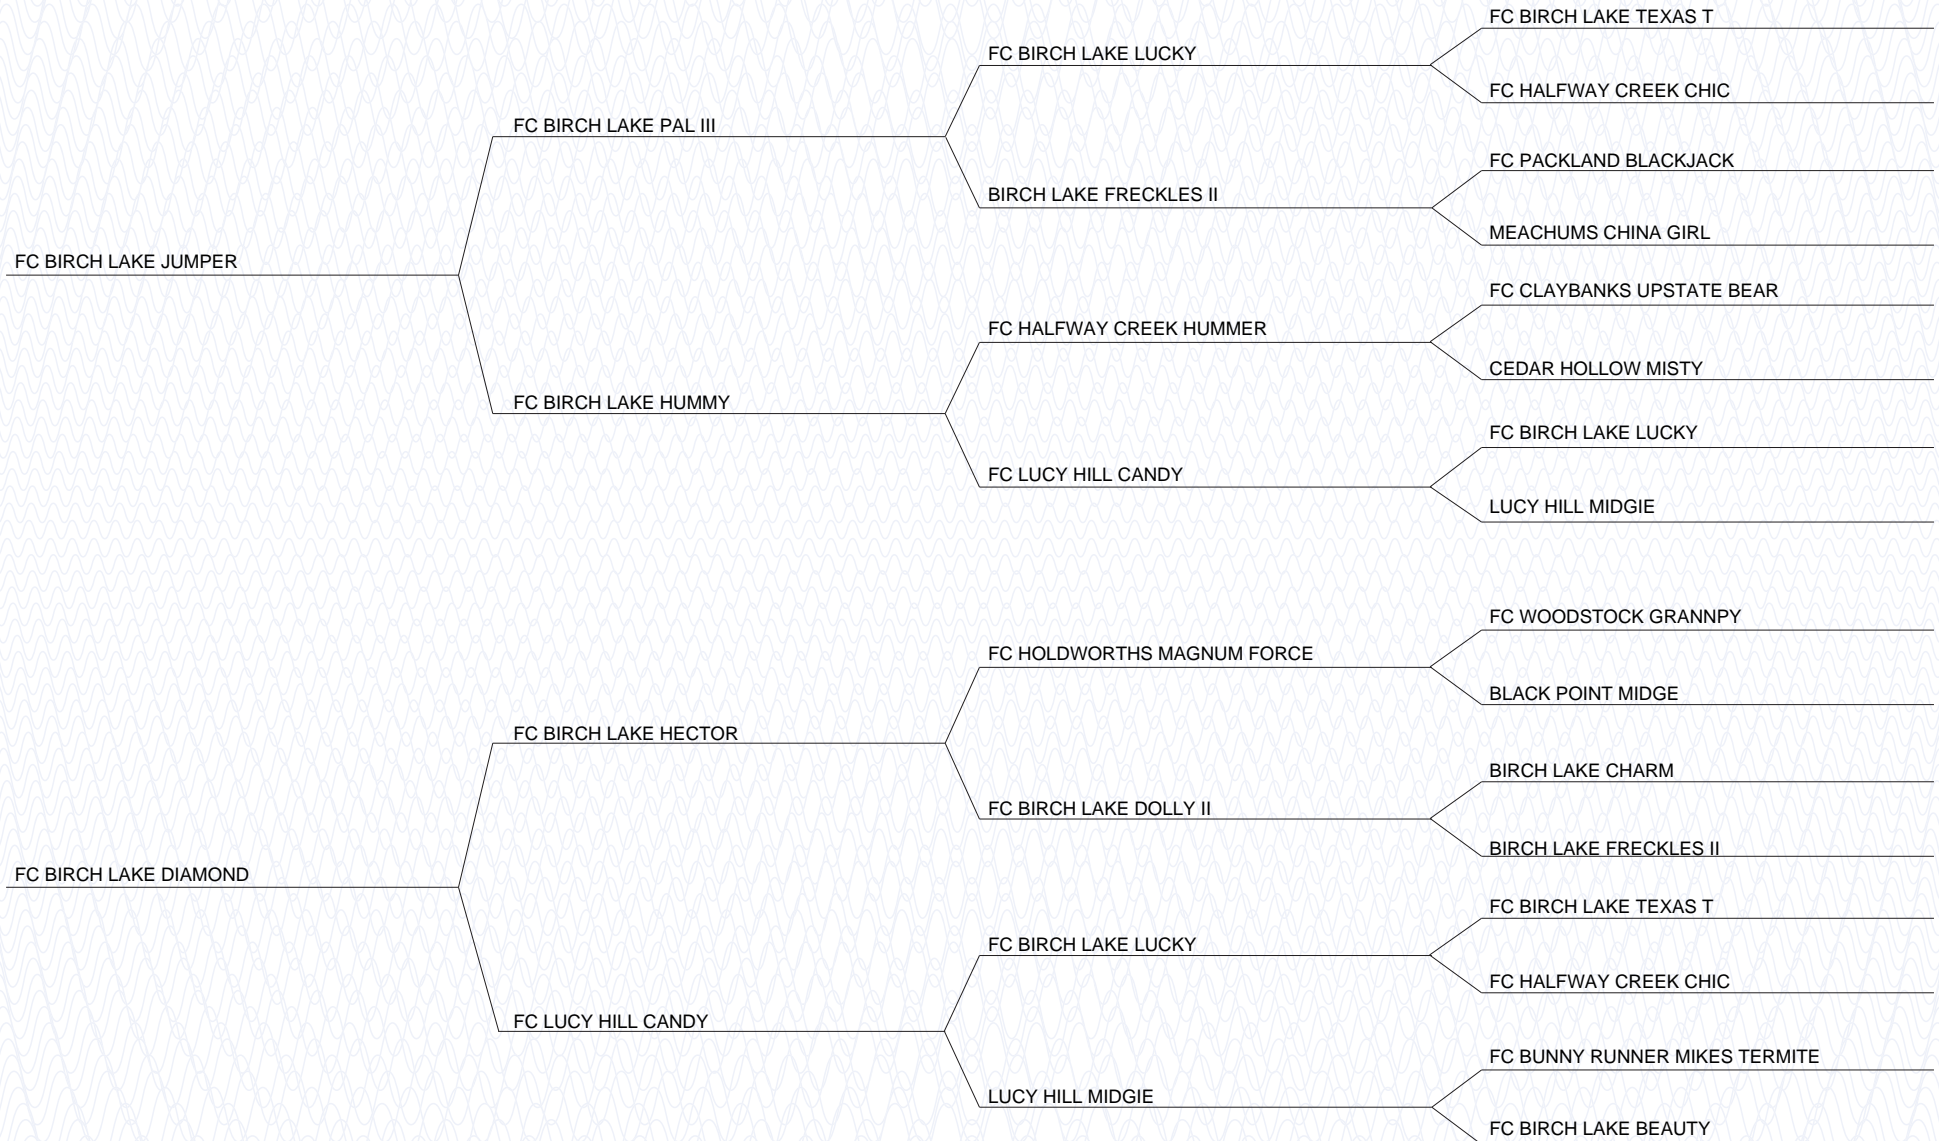 FC BIRCH LAKE TEXAS T
FC BIRCH LAKE LUCKY
FC HALFWAY CREEK CHIC
FC BIRCH LAKE PAL III
FC PACKLAND BLACKJACK
BIRCH LAKE FRECKLES II
MEACHUMS CHINA GIRL
FC BIRCH LAKE JUMPER
FC CLAYBANKS UPSTATE BEAR
FC HALFWAY CREEK HUMMER
CEDAR HOLLOW MISTY
FC BIRCH LAKE HUMMY
FC BIRCH LAKE LUCKY
FC LUCY HILL CANDY
LUCY HILL MIDGIE
FC WOODSTOCK GRANNPY
FC HOLDWORTHS MAGNUM FORCE
BLACK POINT MIDGE
FC BIRCH LAKE HECTOR
BIRCH LAKE CHARM
FC BIRCH LAKE DOLLY II
BIRCH LAKE FRECKLES II
FC BIRCH LAKE DIAMOND
FC BIRCH LAKE TEXAS T
FC BIRCH LAKE LUCKY
FC HALFWAY CREEK CHIC
FC LUCY HILL CANDY
FC BUNNY RUNNER MIKES TERMITE
LUCY HILL MIDGIE
FC BIRCH LAKE BEAUTY